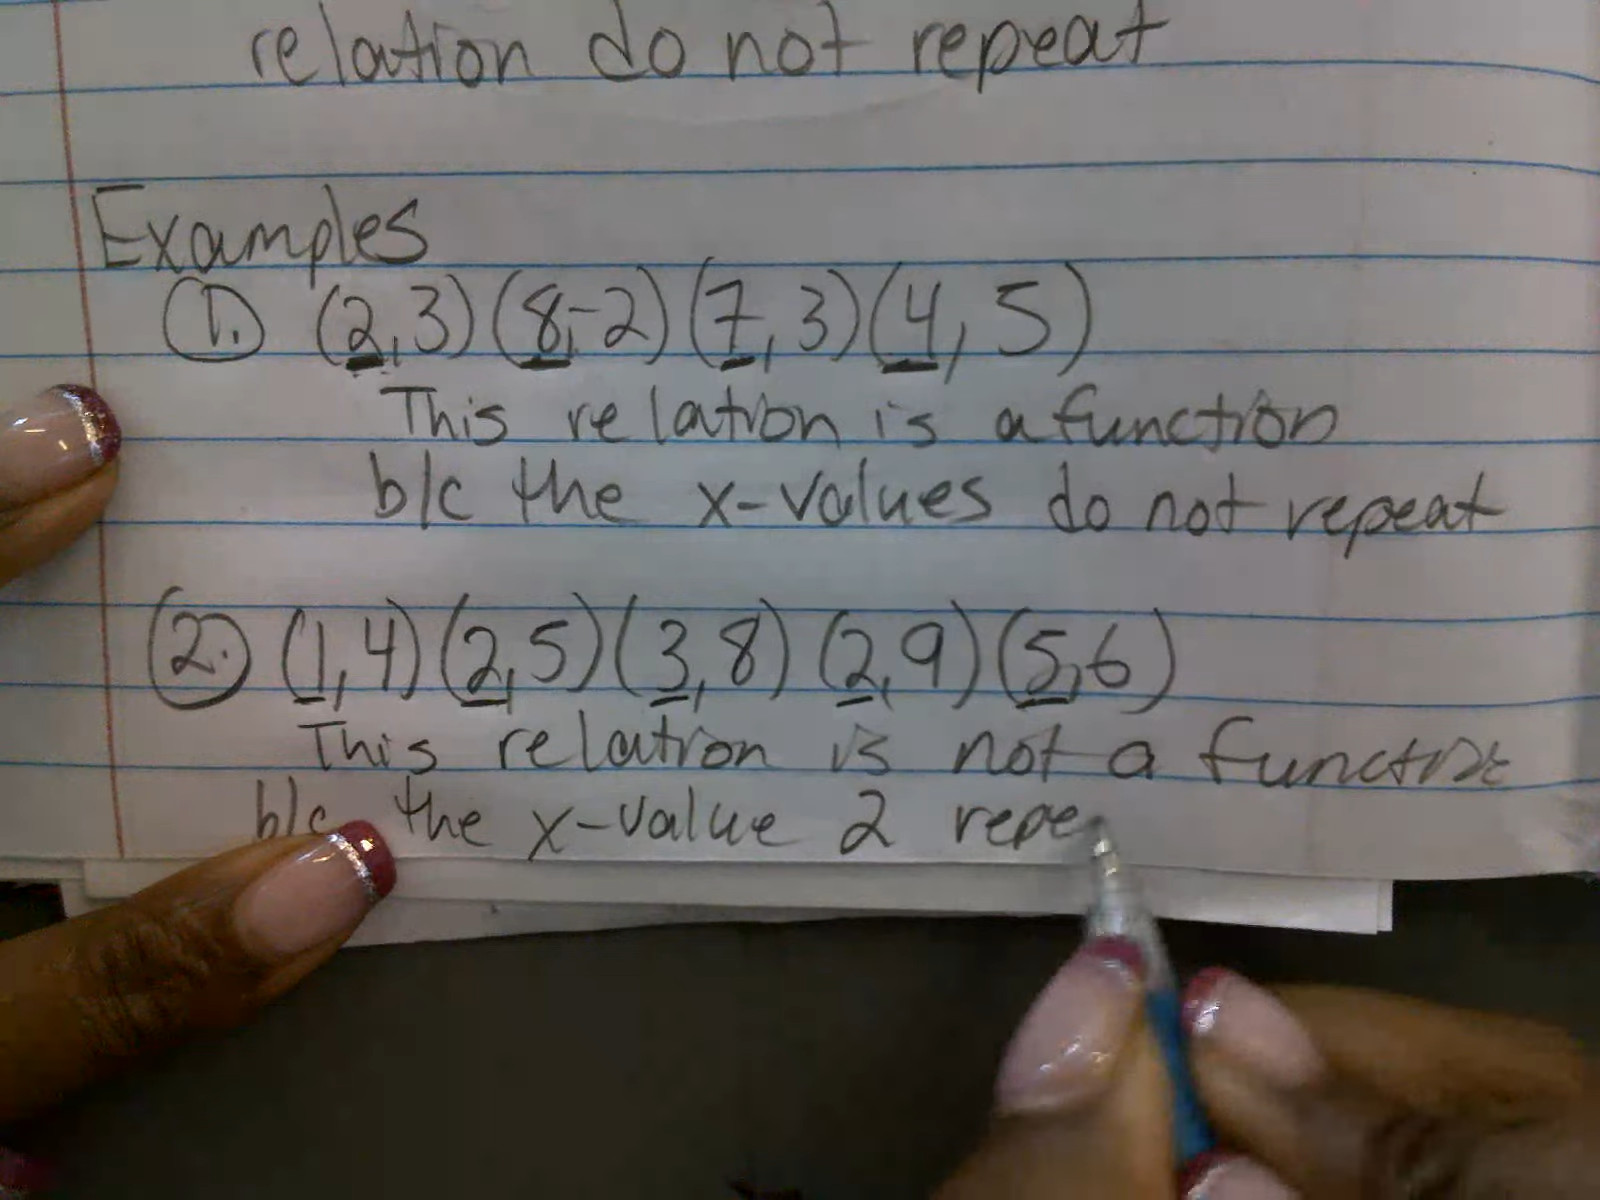 relation do not repeat
Examples
1. (2,3)(8,-2)(7,3)(4,5)
This relation is a function
b/c the x-values do not repeat
2. (1,4)(2,5)(3,8)(2,9)(5,6)
This relation is not a function
b/c the x-value 2 repe